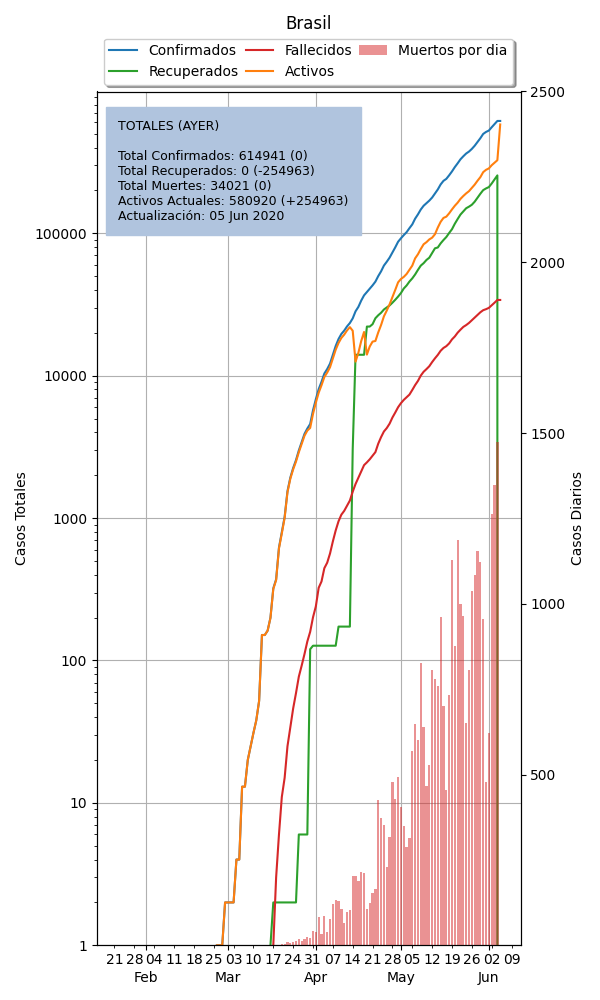 Brasil
Confirmados
Recuperados
Fallecidos
Activos
Muertos por dia
TOTALES (AYER)
Total Confirmados: 614941 (0)
Total Recuperados: 0 (-254963)
Total Muertes: 34021 (0)
Activos Actuales: 580920 (+254963)
Actualización: 05 Jun 2020
Casos Totales
100000
10000
1000
100
10
1
2500
2000
1500
1000
500
Casos Diarios
21 28 04 11 18 25 03 10 17 24 31 07 14 21 28 05 12 19 26 02 09
Feb Mar Apr May Jun